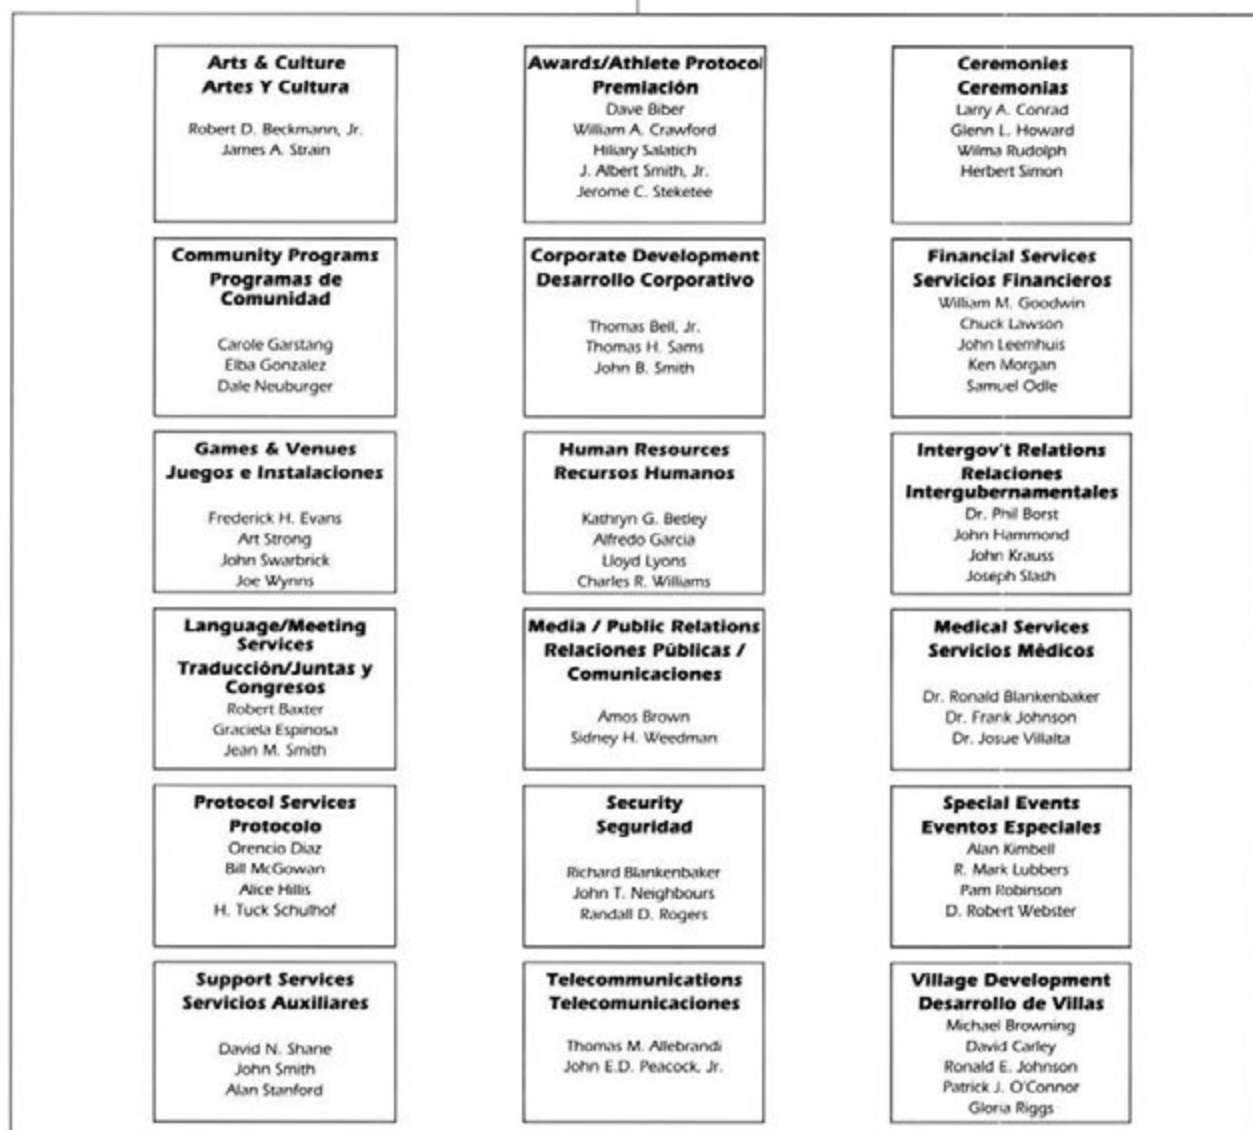 Arts & Culture
Artes Y Cultura
Robert D. Beckmann, Jr.
James A. Strain
Awards/Athlete Protocol
Premiación
Dave Biber
William A. Crawford
Hilary Salatich
J. Albert Smith, Jr.
Jerome C. Steketee
Ceremonies
Ceremonias
Larry A. Conrad
Glenn L. Howard
Wilma Rudolph
Herbert Simon
Community Programs
Programas de
Comunidad
Carole Garstang
Elba Gonzalez
Dale Neuburger
Corporate Development
Desarrollo Corporativo
Thomas Bell, Jr.
Thomas H. Sams
John B. Smith
Financial Services
Servicios Financieros
William M. Goodwin
Chuck Lawson
John Leemhuis
Ken Morgan
Samuel Odle
Games & Venues
Juegos e Instalaciones
Frederick H. Evans
Art Strong
John Swarbrick
Joe Wynns
Human Resources
Recursos Humanos
Kathryn G. Betley
Alfredo Garcia
Lloyd Lyons
Charles R. Williams
Intergov't Relations
Relaciones
Intergubernamentales
Dr. Phil Borst
John Hammond
John Krauss
Joseph Slash
Language/Meeting
Services
Traducción/Juntas y
Congresos
Robert Baxter
Graciela Espinosa
Jean M. Smith
Media / Public Relations
Relaciones Públicas /
Comunicaciones
Amos Brown
Sidney H. Weedman
Medical Services
Servicios Médicos
Dr. Ronald Blankenbaker
Dr. Frank Johnson
Dr. Josue Villalta
Protocol Services
Protocolo
Orencio Diaz
Bill McGowan
Alice Hillis
H. Tuck Schulhof
Security
Seguridad
Richard Blankenbaker
John T. Neighbours
Randall D. Rogers
Special Events
Eventos Especiales
Alan Kimbell
R. Mark Lubbers
Pam Robinson
D. Robert Webster
Support Services
Servicios Auxiliares
David N. Shane
John Smith
Alan Stanford
Telecommunications
Telecomunicaciones
Thomas M. Allebrandi
John E.D. Peacock, Jr.
Village Development
Desarrollo de Villas
Michael Browning
David Carley
Ronald E. Johnson
Patrick J. O'Connor
Gloria Riggs